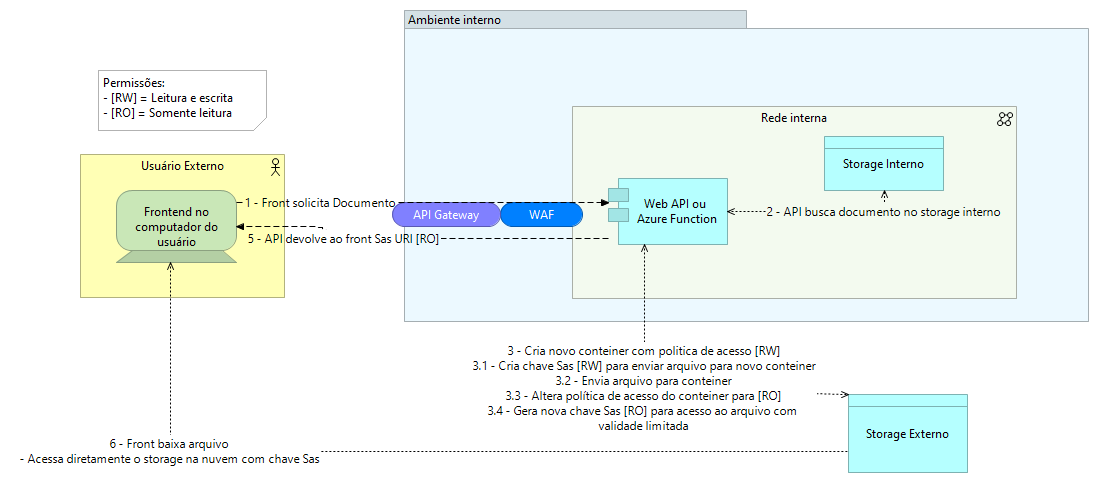 Ambiente interno
Permissões:
- [RW] = Leitura e escrita
- [RO] = Somente leitura
Rede interna
Usuário Externo
Storage Interno
Frontend no
computador do
usuário
1 - Front solicita Documento
API Gateway
WAF
Web API ou
Azure Function
2 - API busca documento no storage interno
5 - API devolve ao front Sas URI [RO]
3 - Cria novo conteiner com politica de acesso [RW]
3.1 - Cria chave Sas [RW] para enviar arquivo para novo conteiner
3.2 - Envia arquivo para conteiner
3.3 - Altera política de acesso do conteiner para [RO]
3.4 - Gera nova chave Sas [RO] para acesso ao arquivo com
validade limitada
Storage Externo
6 - Front baixa arquivo
- Acessa diretamente o storage na nuvem com chave Sas